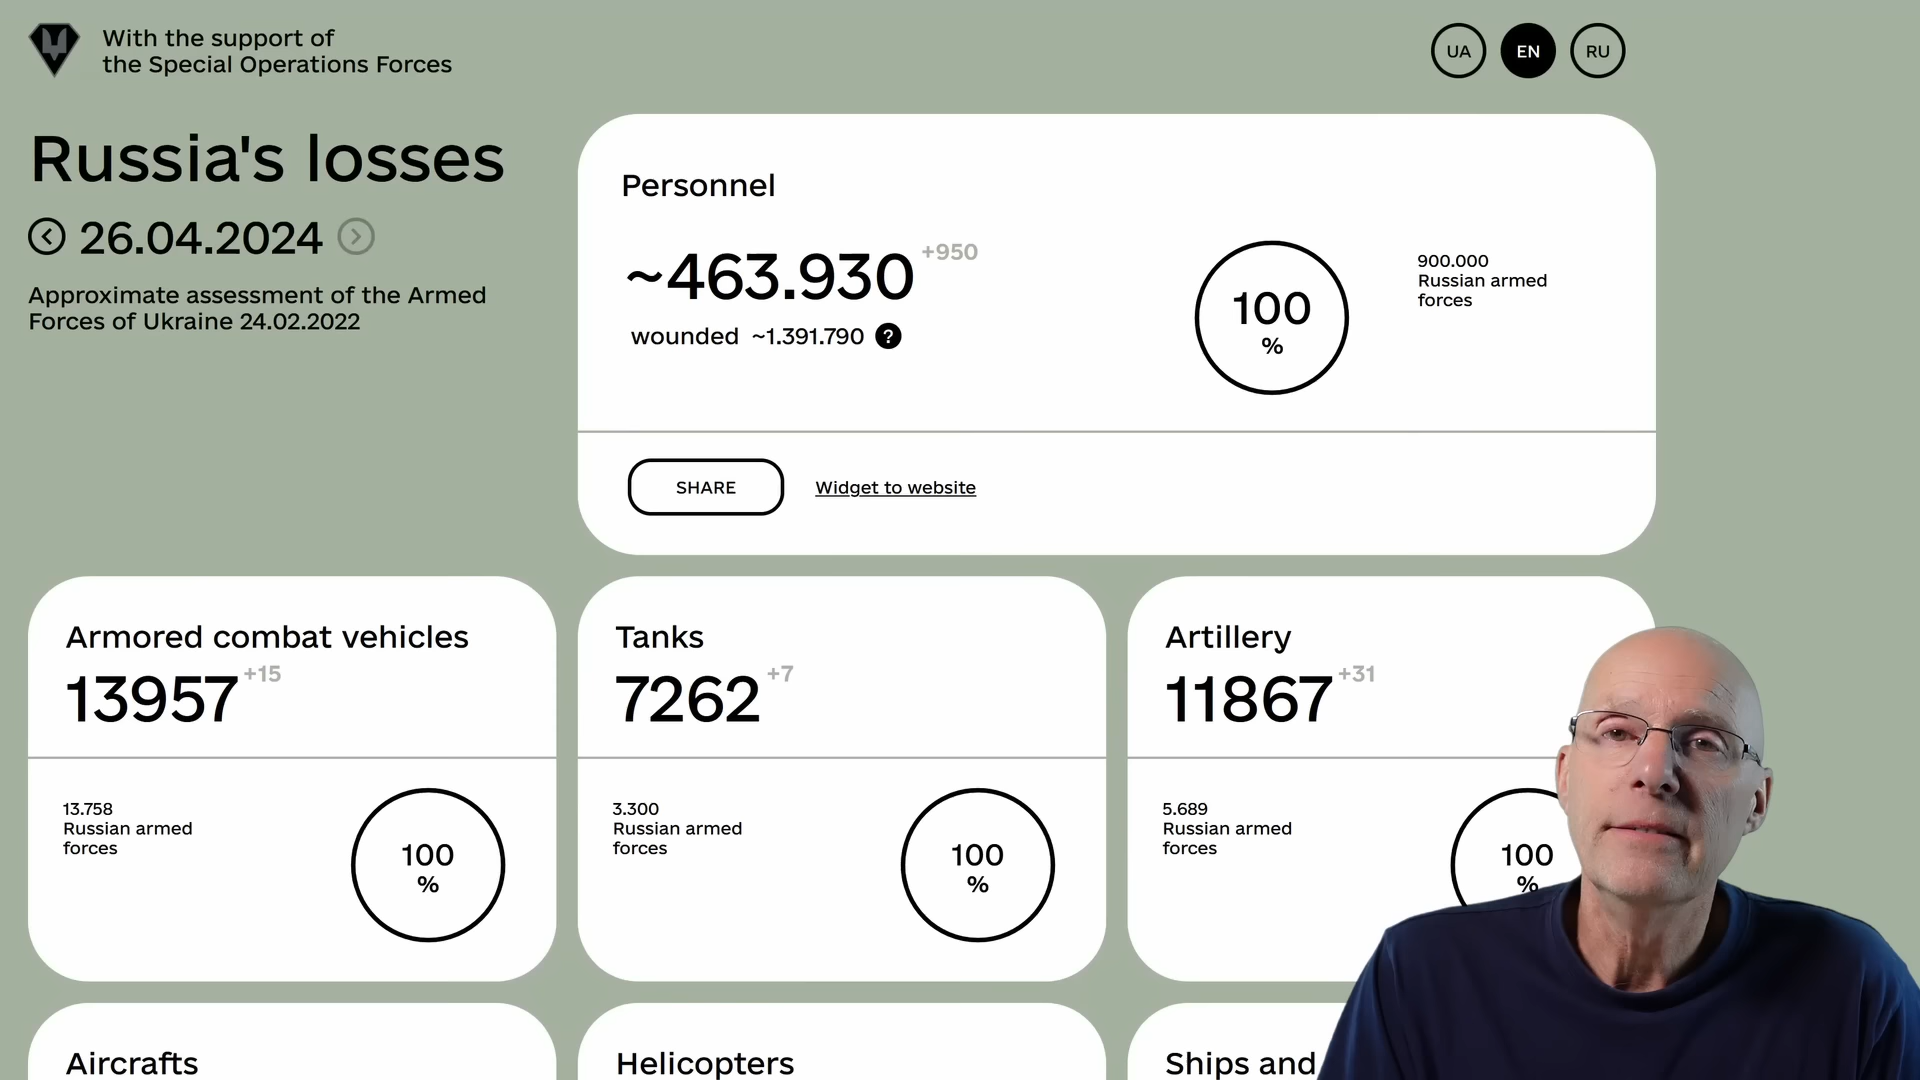 With the support of
the Special Operations Forces
UA
EN
RU
Russia's losses
26.04.2024
Approximate assessment of the Armed
Forces of Ukraine 24.02.2022
Personnel
~463.930 +950
wounded ~1.391.790 ?
100
%
900.000
Russian armed
forces
SHARE
Widget to website
Armored combat vehicles
13957 +15
13.758
Russian armed
forces
100
%
Tanks
7262 +7
3.300
Russian armed
forces
100
%
Artillery
11867 +31
5.689
Russian armed
forces
100
%
Aircrafts
Helicopters
Ships and